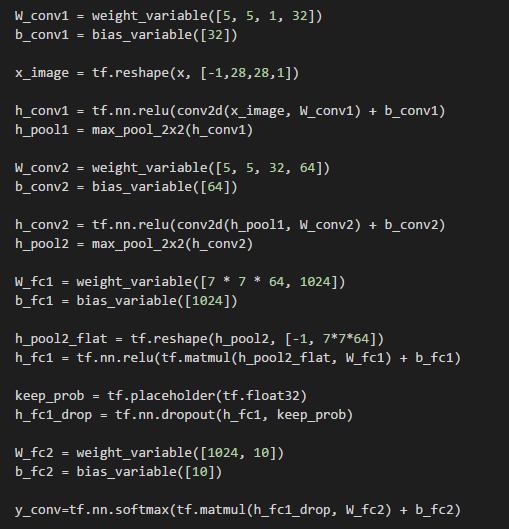 W_conv1 = weight_variable([5, 5, 1, 32])
b_conv1 = bias_variable([32])
x_image = tf.reshape(x, [-1,28,28,1])
h_conv1 = tf.nn.relu(conv2d(x_image, W_conv1) + b_conv1)
h_pool1 = max_pool_2x2(h_conv1)
W_conv2 = weight_variable([5, 5, 32, 64])
b_conv2 = bias_variable([64])
h_conv2 = tf.nn.relu(conv2d(h_pool1, W_conv2) + b_conv2)
h_pool2 = max_pool_2x2(h_conv2)
W_fc1 = weight_variable([7 * 7 * 64, 1024])
b_fc1 = bias_variable([1024])
h_pool2_flat = tf.reshape(h_pool2, [-1, 7*7*64])
h_fc1 = tf.nn.relu(tf.matmul(h_pool2_flat, W_fc1) + b_fc1)
keep_prob = tf.placeholder(tf.float32)
h_fc1_drop = tf.nn.dropout(h_fc1, keep_prob)
W_fc2 = weight_variable([1024, 10])
b_fc2 = bias_variable([10])
y_conv=tf.nn.softmax(tf.matmul(h_fc1_drop, W_fc2) + b_fc2)